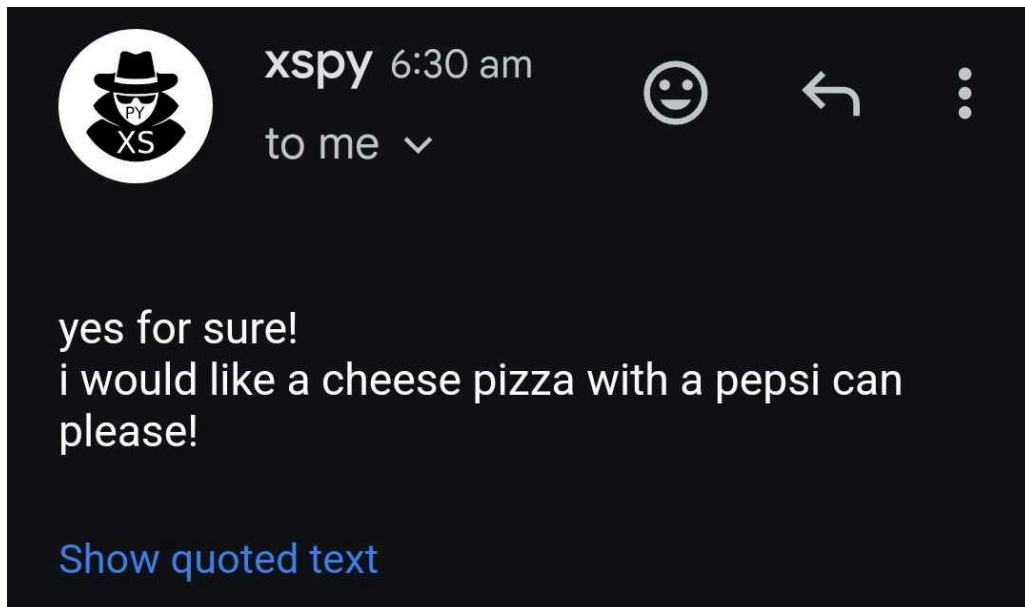 xspy 6:30 am
to me
PY
XS
yes for sure!
i would like a cheese pizza with a pepsi can
please!
Show quoted text